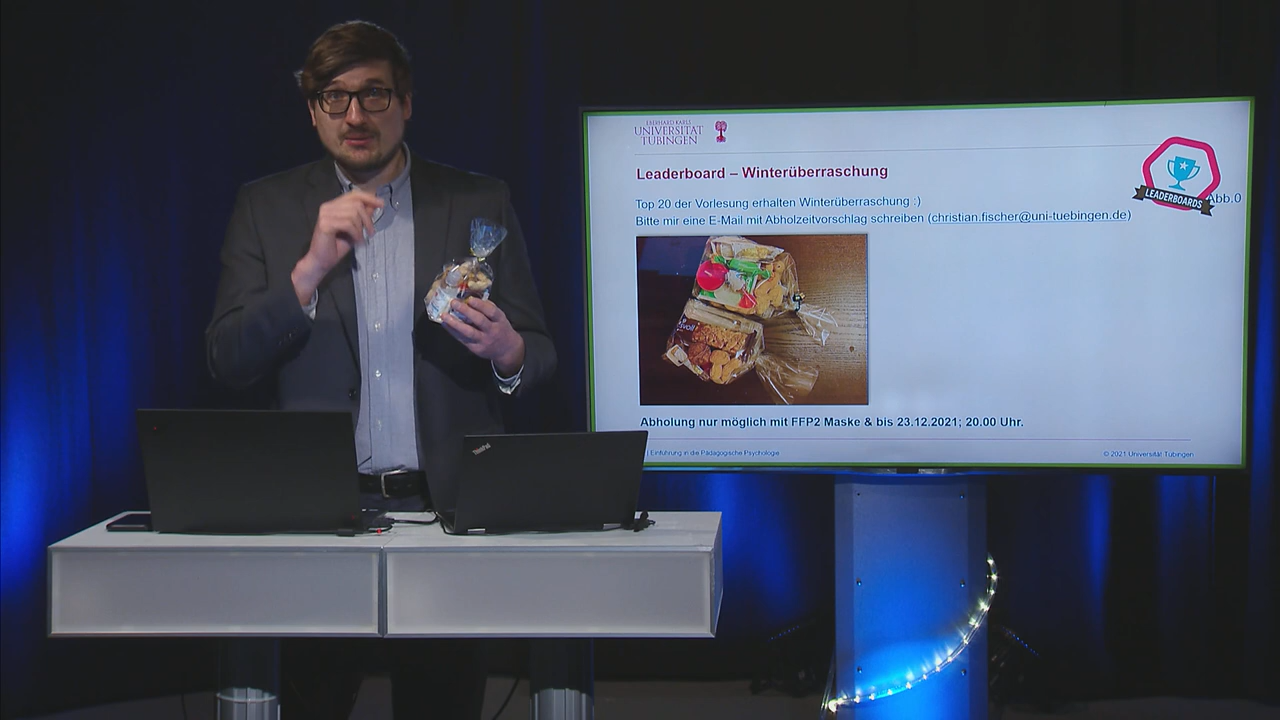 EBERHARD KARLS
UNIVERSITÄT
TÜBINGEN
Leaderboard – Winterüberraschung
LEADERBOARDS
Abb.0
Top 20 der Vorlesung erhalten Winterüberraschung :)
Bitte mir eine E-Mail mit Abholzeitvorschlag schreiben (christian.fischer@uni-tuebingen.de)
Abholung nur möglich mit FFP2 Maske & bis 23.12.2021; 20.00 Uhr.
| Einführung in die Pädagogische Psychologie
© 2021 Universität Tübingen
ThinkPad